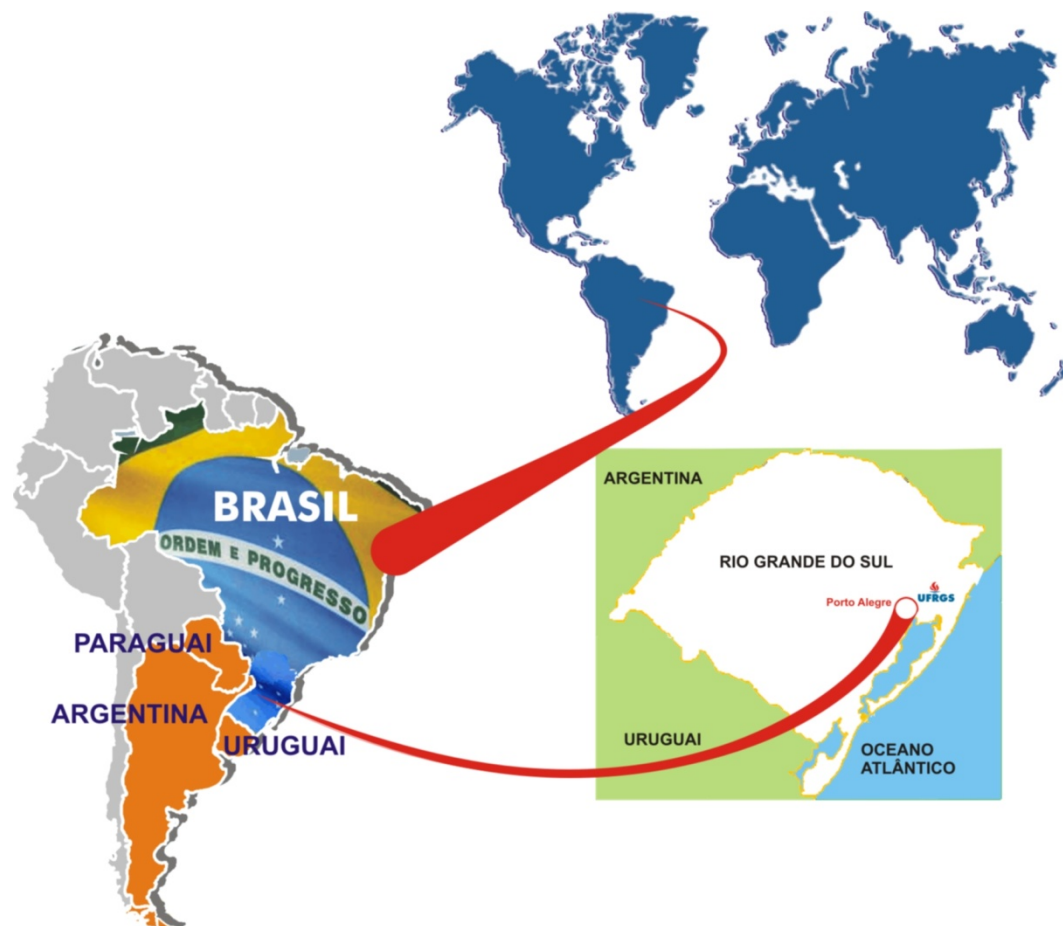 BRASIL
ORDEM E PROGRESSO
PARAGUAI
ARGENTINA
URUGUAI
ARGENTINA
RIO GRANDE DO SUL
Porto Alegre
UFRGS
URUGUAI
OCEANO
ATLÂNTICO